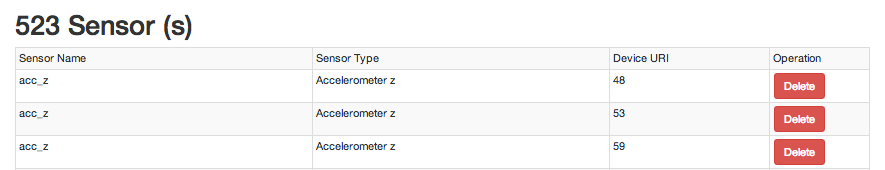 523 Sensor (s)
Sensor Name Sensor Type Device URI Operation
acc_z Accelerometer z 48 Delete
acc_z Accelerometer z 53 Delete
acc_z Accelerometer z 59 Delete